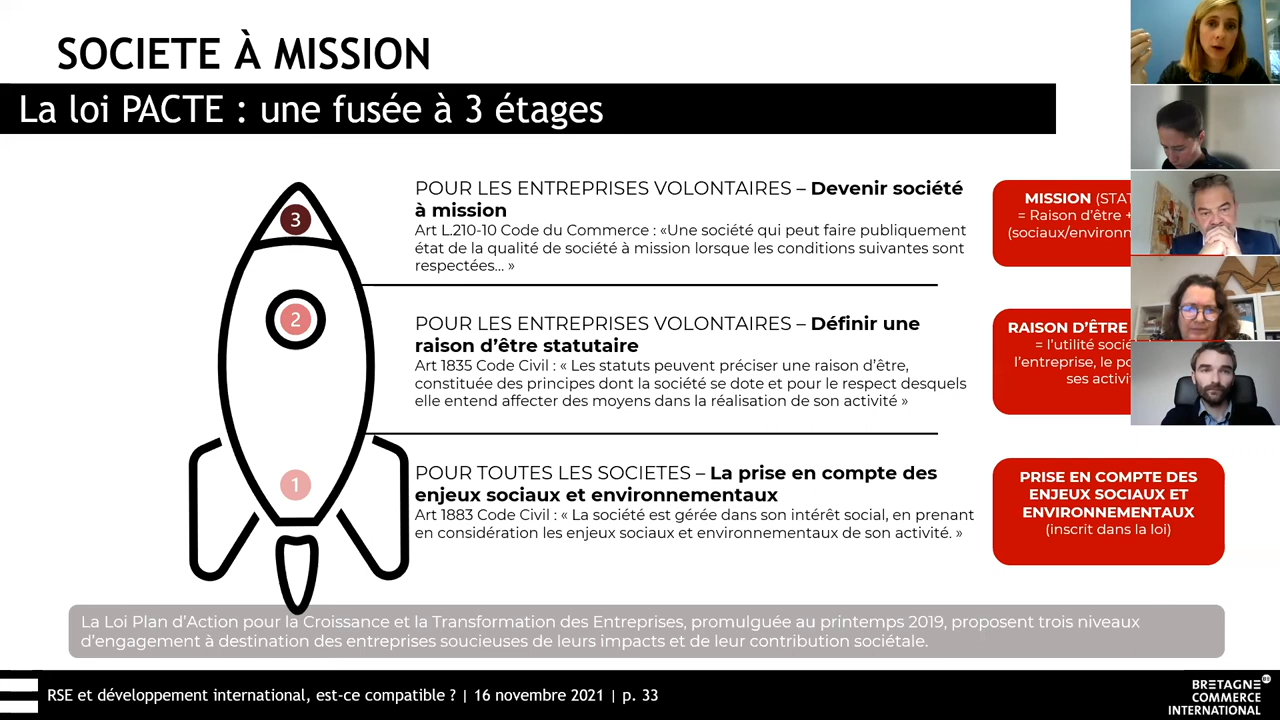 SOCIETE À MISSION
La loi PACTE : une fusée à 3 étages
3
POUR LES ENTREPRISES VOLONTAIRES – Devenir société
à mission
Art L.210-10 Code du Commerce : «Une société qui peut faire publiquement
état de la qualité de société à mission lorsque les conditions suivantes sont
respectées... »
MISSION
= Raison d'être +
2
POUR LES ENTREPRISES VOLONTAIRES – Définir une
raison d'être statutaire
Art 1835 Code Civil : « Les statuts peuvent préciser une raison d'être,
constituée des principes dont la société se dote et pour le respect desquels
elle entend affecter des moyens dans la réalisation de son activité »
RAISON D'ÊTRE
= l'utilité
l'entreprise, le
ses
1
POUR TOUTES LES SOCIETES – La prise en compte des
enjeux sociaux et environnementaux
Art 1883 Code Civil : « La société est gérée dans son intérêt social, en prenant
en considération les enjeux sociaux et environnementaux de son activité. »
PRISE EN COMPTE DES
ENJEUX SOCIAUX ET
ENVIRONNEMENTAUX
(inscrit dans la loi)
La Loi Plan d'Action pour la Croissance et la Transformation des Entreprises, promulguée au printemps 2019, proposent trois niveaux
d'engagement à destination des entreprises soucieuses de leurs impacts et de leur contribution sociétale.
RSE et développement international, est-ce compatible ? | 16 novembre 2021 | p. 33
BRETAGNE
COMMERCE
INTERNATIONAL